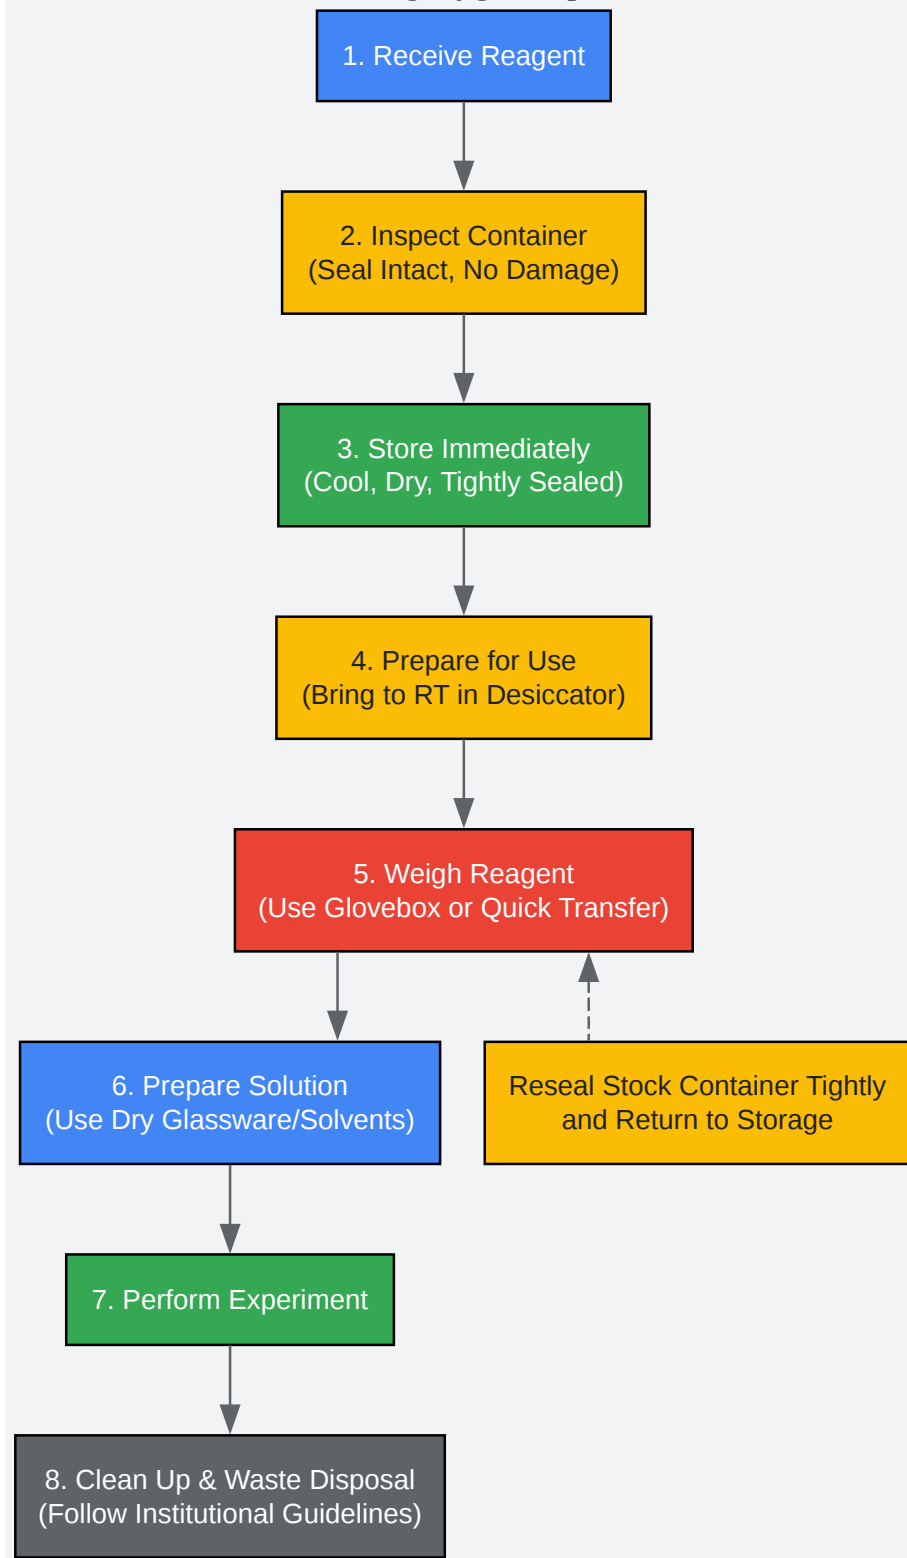 1. Receive Reagent
2. Inspect Container
(Seal Intact, No Damage)
3. Store Immediately
(Cool, Dry, Tightly Sealed)
4. Prepare for Use
(Bring to RT in Desiccator)
5. Weigh Reagent
(Use Glovebox or Quick Transfer)
6. Prepare Solution
(Use Dry Glassware/Solvents)
Reseal Stock Container Tightly
and Return to Storage
7. Perform Experiment
8. Clean Up & Waste Disposal
(Follow Institutional Guidelines)